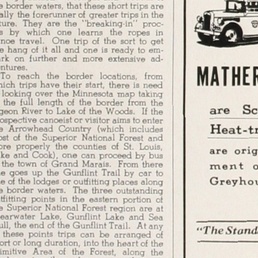 border waters, that these short trips are
ally the forerunner of greater trips in the
ture. They are the "breaking-in" proc-
s by which one learns the ropes in
noe travel. One trip of the sort to get
e hang of it all and one is ready to em-
rk on further and more extensive ad-
ntures.
To reach the border locations, from
ich trips have their start, there is need
looking over the Minnesota map taking
the full length of the border from the
geon River to Lake of the Woods. If the
ospective canoeist or visitor aims to enter
e Arrowhead Country (which includes
ost of the Superior National Forest and
ore properly the counties of St. Louis,
ake and Cook), one can proceed by bus
the town of Grand Marais. From there
e goes up the Gunflint Trail by car to
e of the lodges or outfitting places along
e border waters. The three outstanding
tfitting points in the eastern portion of
e Superior National Forest region are at
earwater Lake, Gunflint Lake and Sea
ull, the end of the Gunflint Trail. At any
these points trips can be arranged of
ort or long duration, into the heart of the
imitive Area of the Forest, along the
MATHER
are Sc
Heat-tr
are orig
ment o
Greyhou
"The Stand